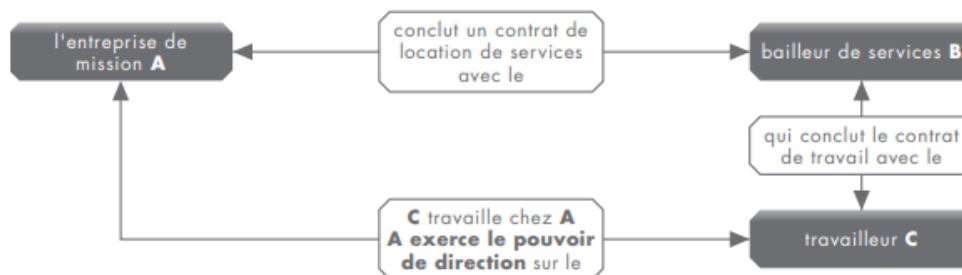 l'entreprise de
mission A
conclut un contrat de
location de services
avec le
bailleur de services B
qui conclut le contrat
de travail avec le
C travaille chez A
A exerce le pouvoir
de direction sur le
travailleur C